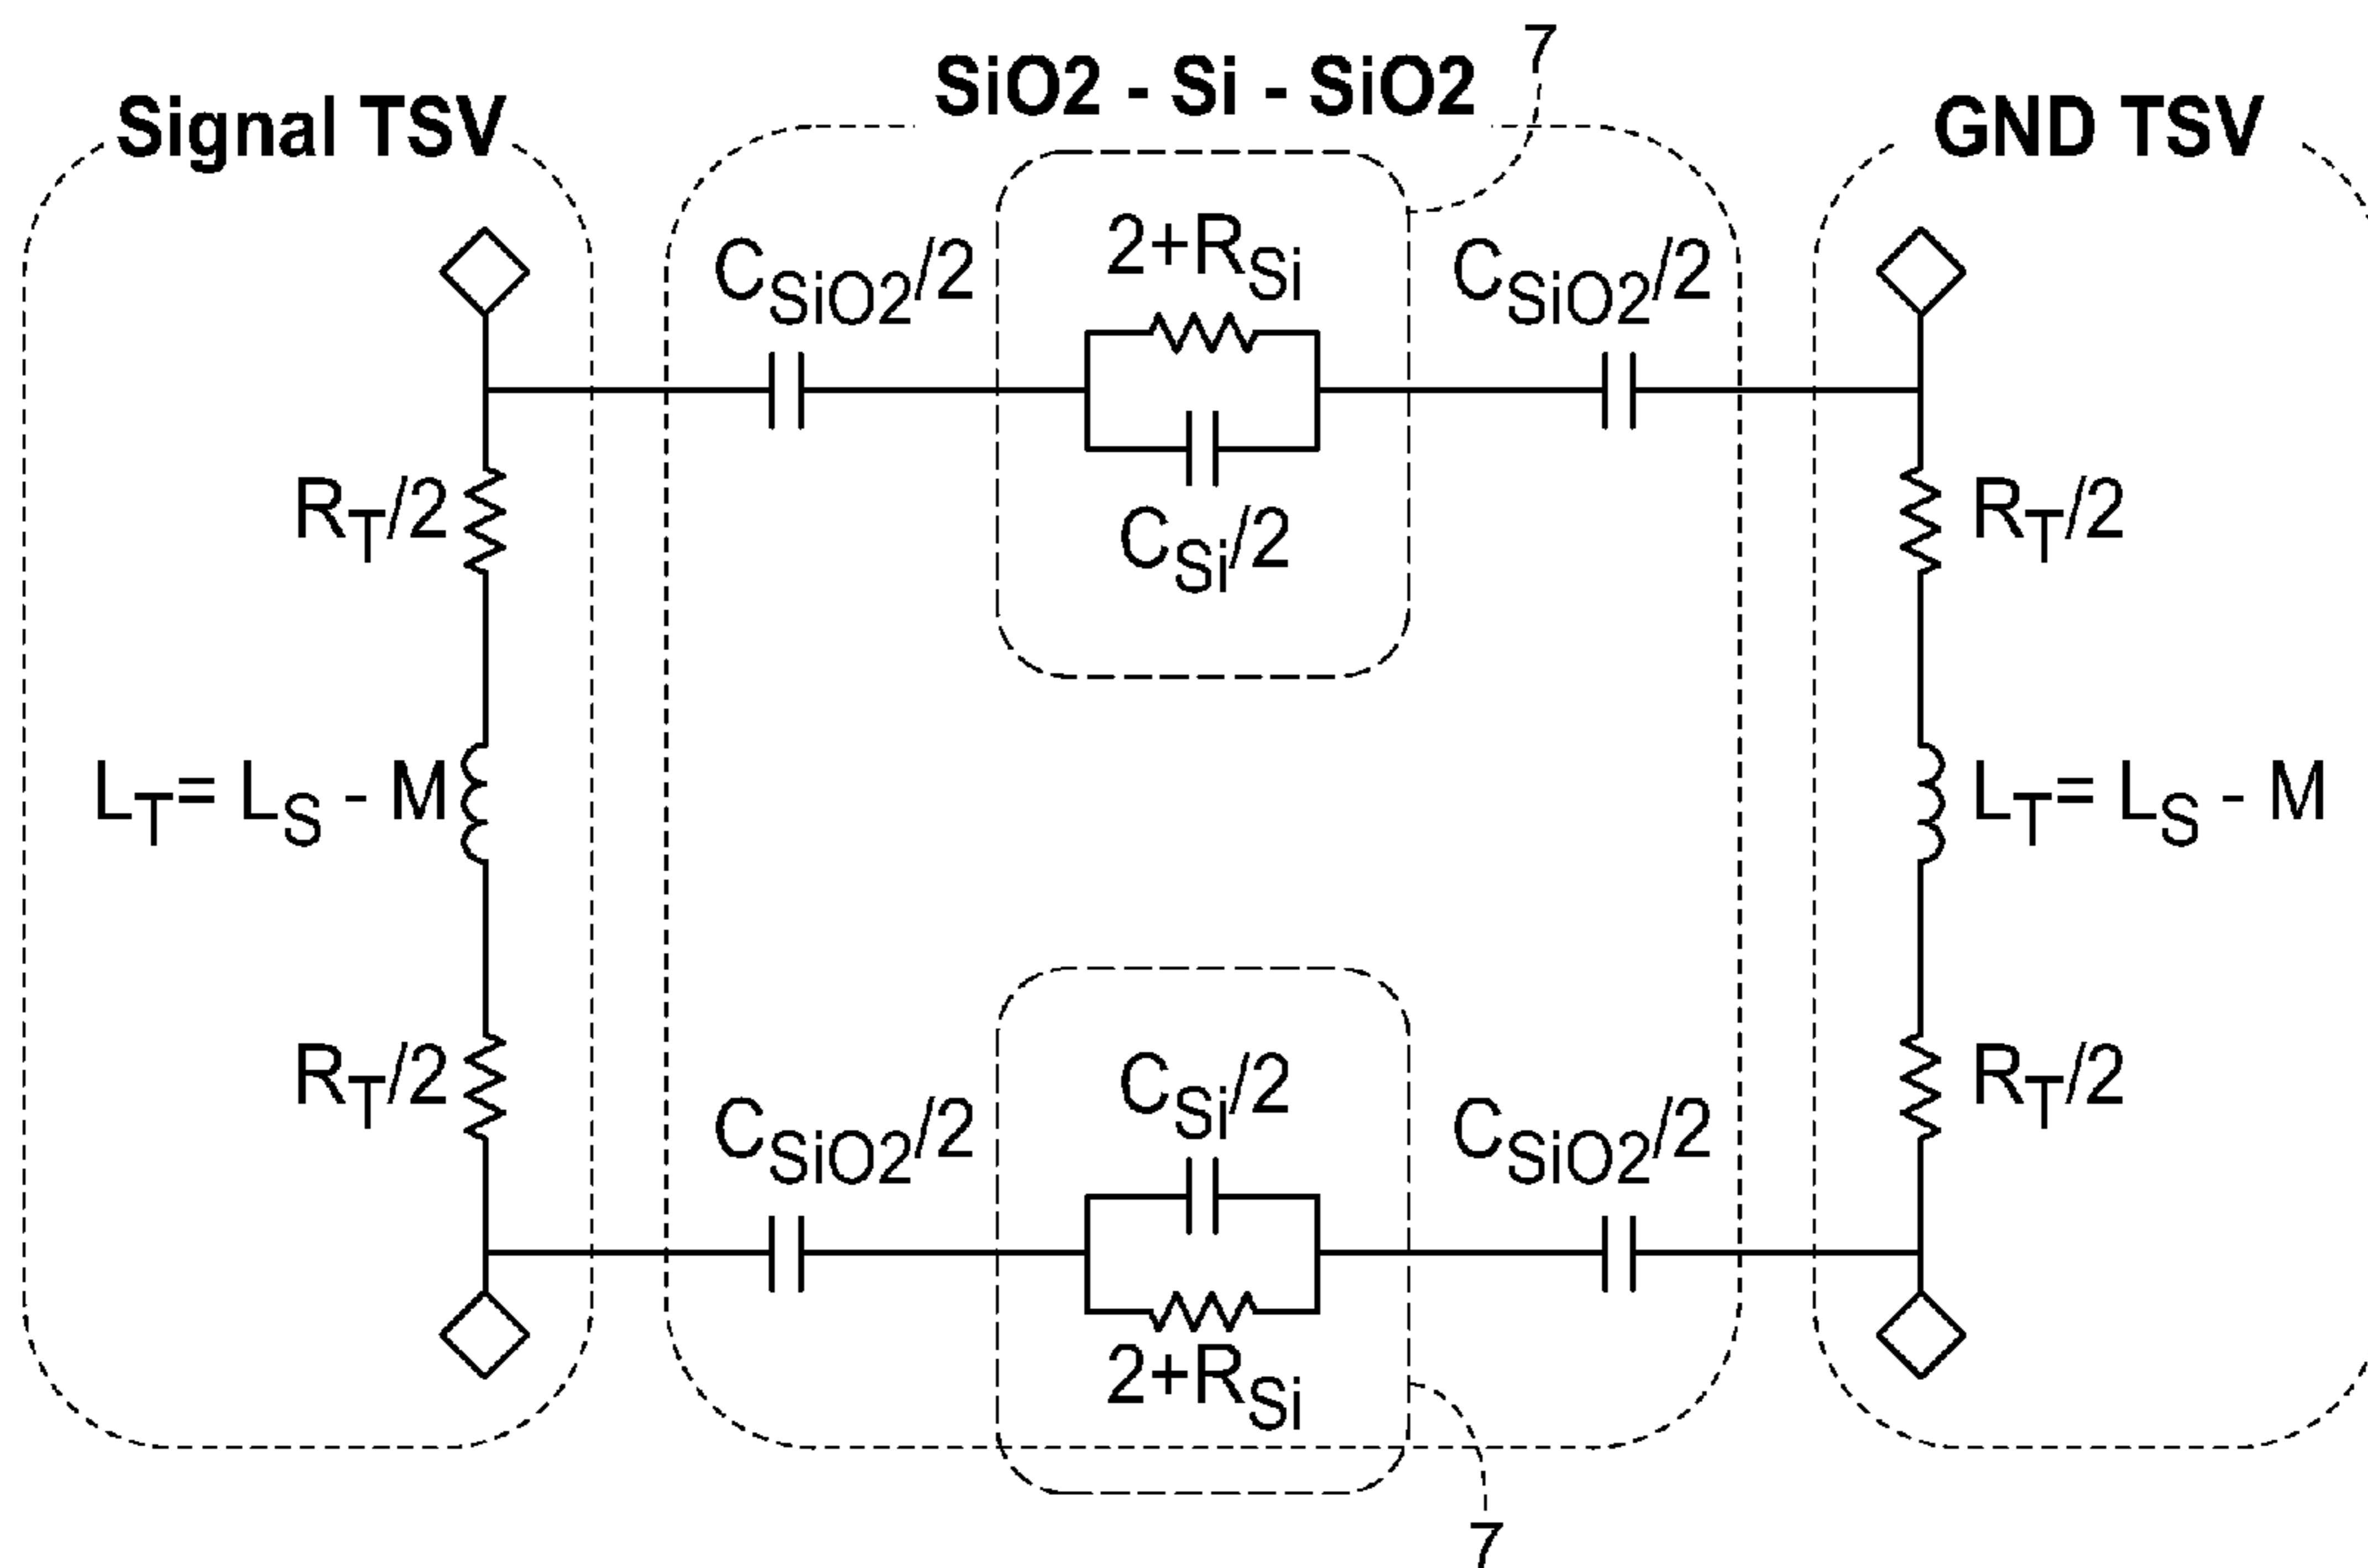 7
SiO2 - Si - SiO2
Signal TSV
GND TSV
CSiO2/2
2+RSi
CSiO2/2
RT/2
CSi/2
RT/2
LT= LS - M
LT= LS - M
RT/2
CSiO2/2
CSi/2
CSiO2/2
RT/2
2+RSi
7